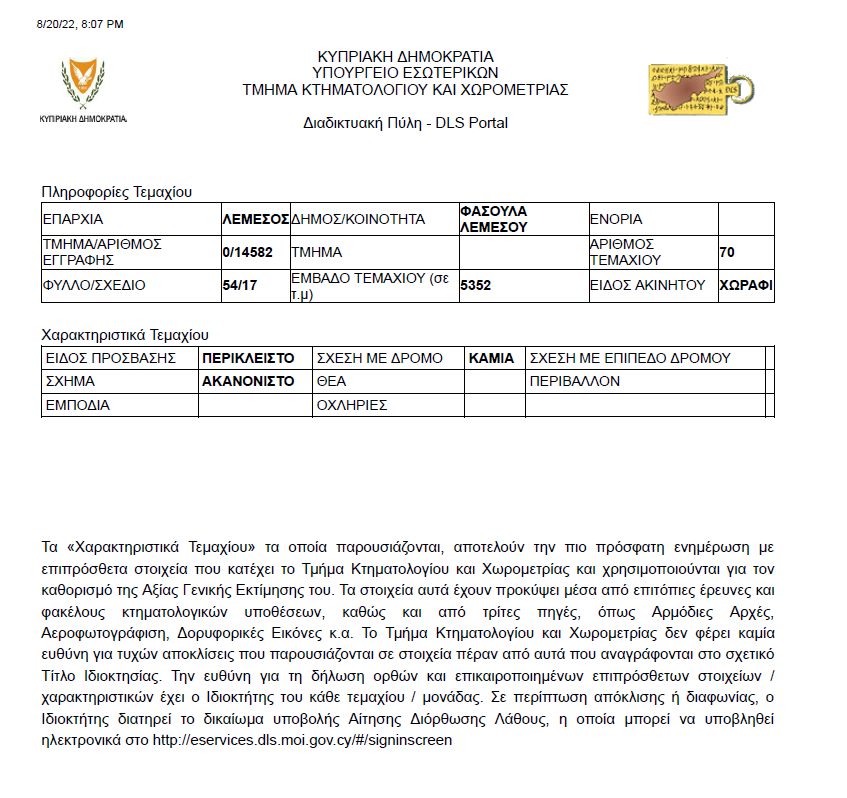 8/20/22, 8:07 PM
ΚΥΠΡΙΑΚΗ ΔΗΜΟΚΡΑΤΙΑ
ΥΠΟΥΡΓΕΙΟ ΕΣΩΤΕΡΙΚΩΝ
ΤΜΗΜΑ ΚΤΗΜΑΤΟΛΟΓΙΟΥ ΚΑΙ ΧΩΡΟΜΕΤΡΙΑΣ
ΚΥΠΡΙΑΚΗ ΔΗΜΟΚΡΑΤΙΑ
DLS
Διαδικτυακή Πύλη - DLS Portal
Πληροφορίες Τεμαχίου
ΕΠΑΡΧΙΑ ΛΕΜΕΣΟΣ ΔΗΜΟΣ/ΚΟΙΝΟΤΗΤΑ ΦΑΣΟΥΛΑ ΛΕΜΕΣΟΥ ΕΝΟΡΙΑ
ΤΜΗΜΑ/ΑΡΙΘΜΟΣ ΕΓΓΡΑΦΗΣ 0/14582 ΤΜΗΜΑ ΑΡΙΘΜΟΣ ΤΕΜΑΧΙΟΥ 70
ΦΥΛΛΟ/ΣΧΕΔΙΟ 54/17 ΕΜΒΑΔΟ ΤΕΜΑΧΙΟΥ (σε τ.μ) 5352 ΕΙΔΟΣ ΑΚΙΝΗΤΟΥ ΧΩΡΑΦΙ
Χαρακτηριστικά Τεμαχίου
ΕΙΔΟΣ ΠΡΟΣΒΑΣΗΣ ΠΕΡΙΚΛΕΙΣΤΟ ΣΧΕΣΗ ΜΕ ΔΡΟΜΟ ΚΑΜΙΑ ΣΧΕΣΗ ΜΕ ΕΠΙΠΕΔΟ ΔΡΟΜΟΥ
ΣΧΗΜΑ ΑΚΑΝΟΝΙΣΤΟ ΘΕΑ ΠΕΡΙΒΑΛΛΟΝ
ΕΜΠΟΔΙΑ ΟΧΛΗΡΙΕΣ
Τα «Χαρακτηριστικά Τεμαχίου» τα οποία παρουσιάζονται, αποτελούν την πιο πρόσφατη ενημέρωση με
επιπρόσθετα στοιχεία που κατέχει το Τμήμα Κτηματολογίου και Χωρομετρίας και χρησιμοποιούνται για τον
καθορισμό της Αξίας Γενικής Εκτίμησης του. Τα στοιχεία αυτά έχουν προκύψει μέσα από επιτόπιες έρευνες και
φακέλους κτηματολογικών υποθέσεων, καθώς και από τρίτες πηγές, όπως Αρμόδιες Αρχές,
Αεροφωτογράφιση, Δορυφορικές Εικόνες κ.α. Το Τμήμα Κτηματολογίου και Χωρομετρίας δεν φέρει καμία
ευθύνη για τυχών αποκλίσεις που παρουσιάζονται σε στοιχεία πέραν από αυτά που αναγράφονται στο σχετικό
Τίτλο Ιδιοκτησίας. Την ευθύνη για τη δήλωση ορθών και επικαιροποιημένων επιπρόσθετων στοιχείων /
χαρακτηριστικών έχει ο Ιδιοκτήτης του κάθε τεμαχίου / μονάδας. Σε περίπτωση απόκλισης ή διαφωνίας, ο
Ιδιοκτήτης διατηρεί το δικαίωμα υποβολής Αίτησης Διόρθωσης Λάθους, η οποία μπορεί να υποβληθεί
ηλεκτρονικά στο http://eservices.dls.moi.gov.cy/#/signinscreen